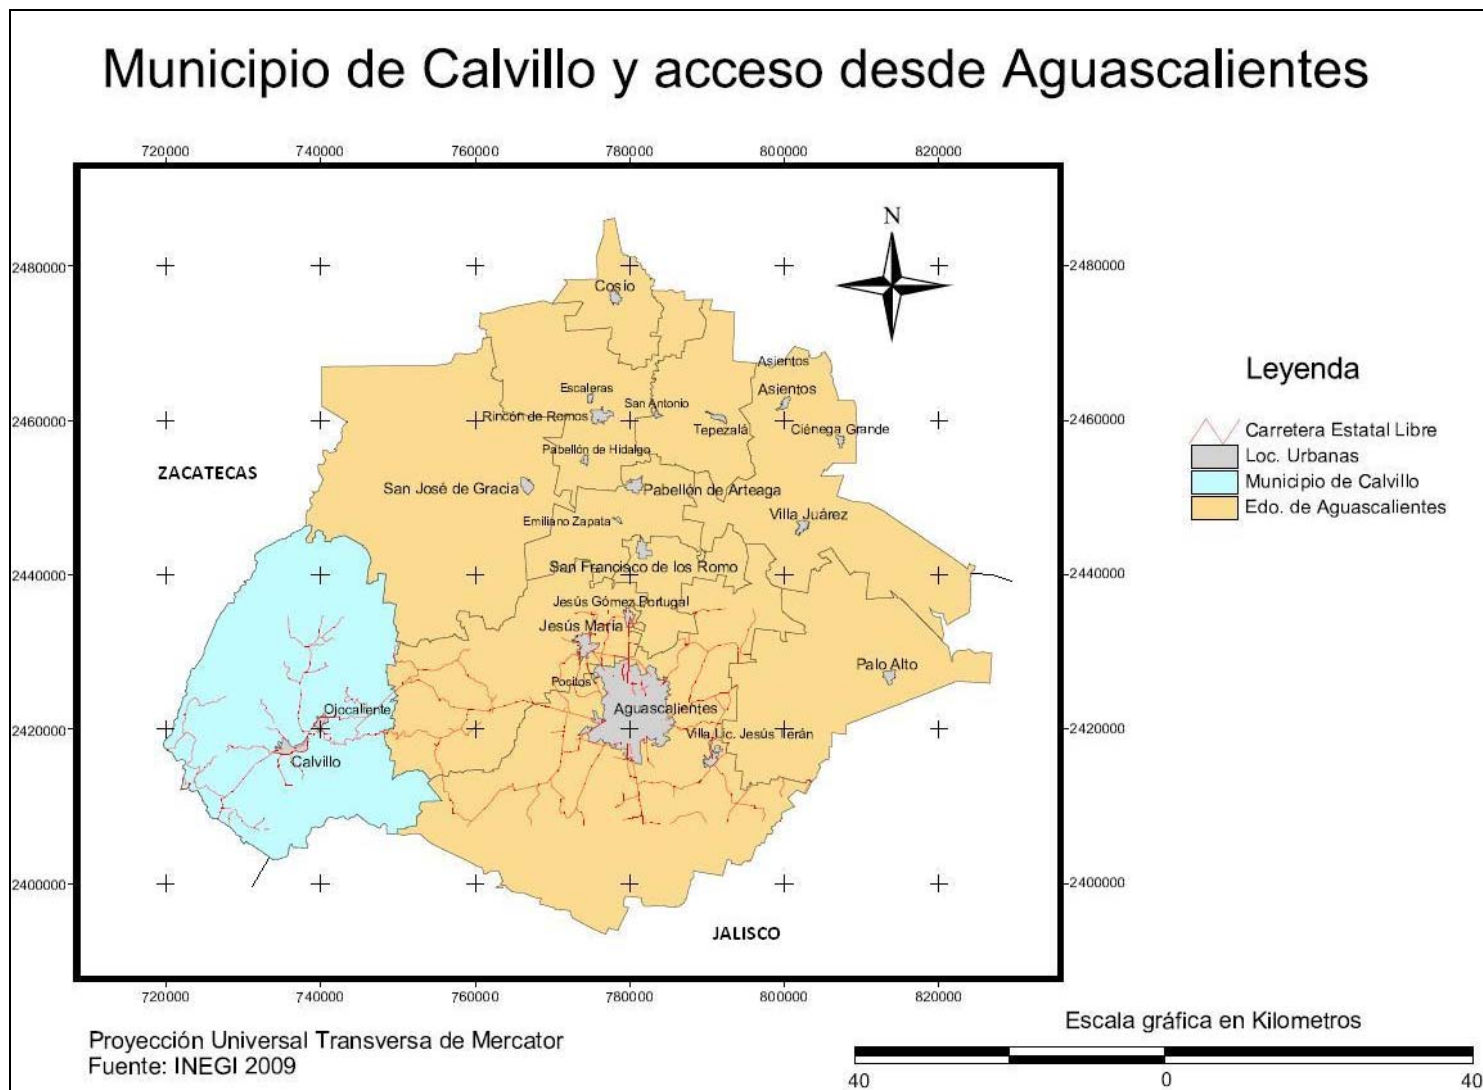 Municipio de Calvillo y acceso desde Aguascalientes
720000 740000 760000 780000 800000 820000
N
2480000 2480000
Cosío
Leyenda
Asientos
Escaleras
Asientos
San Antonio
Rincón de Romos
2460000 2460000
Tepezalá
Ciénega Grande
Carretera Estatal Libre
Pabellón de Hidalgo
Loc. Urbanas
ZACATECAS
Municipio de Calvillo
San José de Gracia
Pabellón de Arteaga
Edo. de Aguascalientes
Villa Juárez
Emiliano Zapata
San Francisco de los Romo
2440000 2440000
Jesús Gómez Portugal
Jesús María
Palo Alto
Pocitos
Ojocaliente
Aguascalientes
2420000 2420000
Villa Lic. Jesús Terán
Calvillo
2400000 2400000
JALISCO
720000 740000 760000 780000 800000 820000
Escala gráfica en Kilometros
Proyección Universal Transversa de Mercator
Fuente: INEGI 2009
40 0 40